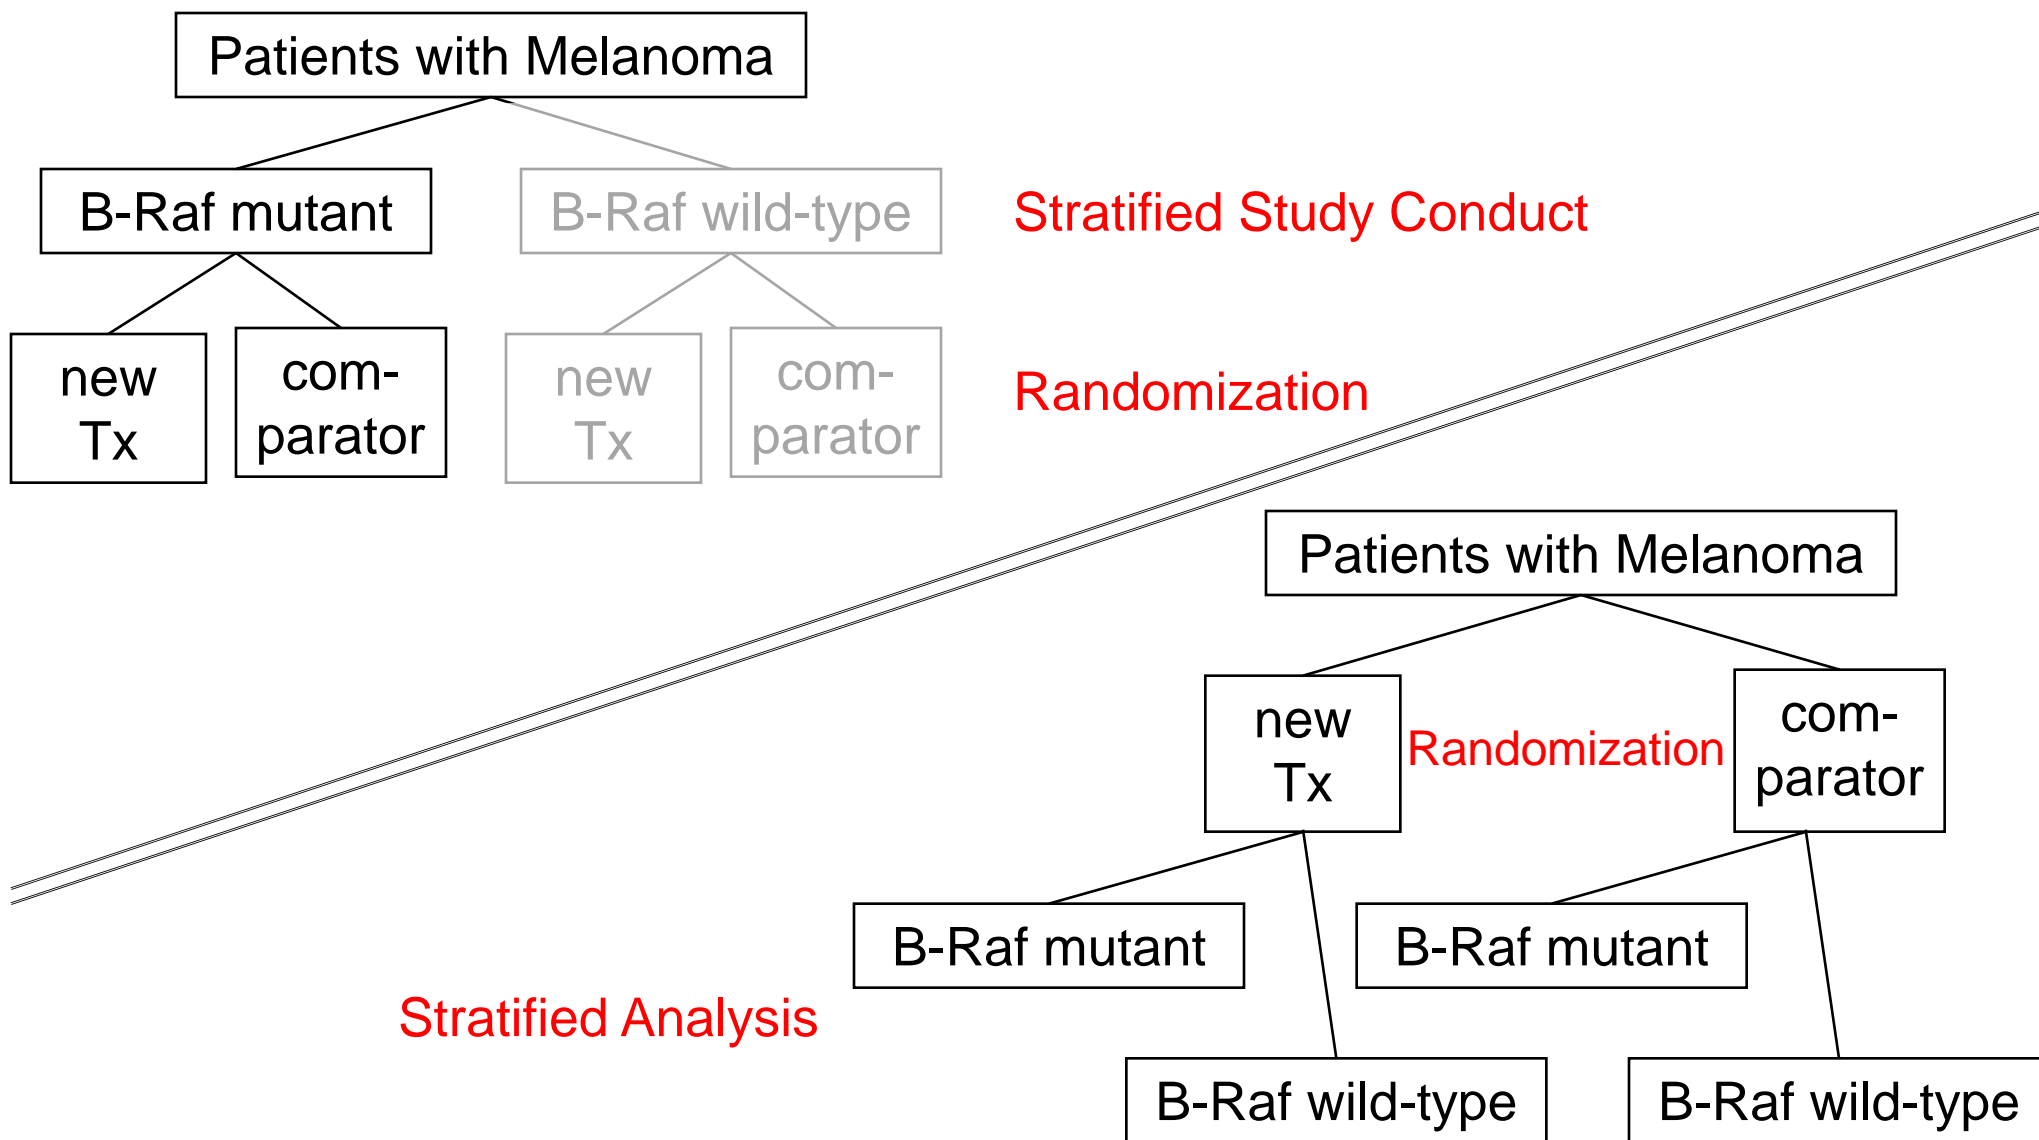 Patients with Melanoma
B-Raf mutant
B-Raf wild-type
Stratified Study Conduct
new
Tx
com-
parator
new
Tx
com-
parator
Randomization
Patients with Melanoma
new
Tx
Randomization
com-
parator
B-Raf mutant
B-Raf mutant
Stratified Analysis
B-Raf wild-type
B-Raf wild-type